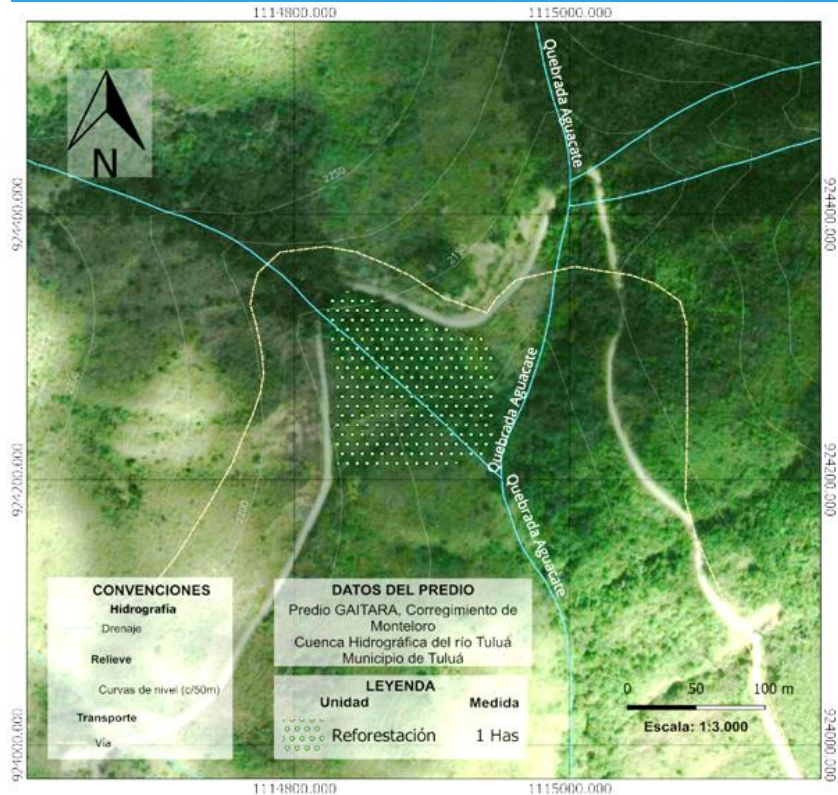 1114800.000
1115000.000
924400.000
924200.000
924000.000
924400.000
924200.000
924000.000
N
Quebrada Aguacate
2250
Quebrada Aguacate
Quebrada Aguacate
CONVENCIONES
Hidrografía
Drenaje
Relieve
Curvas de nivel (c/50m)
Transporte
Vía
DATOS DEL PREDIO
Predio GAITARA, Corregimiento de
Monteloro
Cuenca Hidrográfica del río Tuluá
Municipio de Tuluá
LEYENDA
Unidad
Medida
Reforestación
1 Has
0
50
100 m
Escala: 1:3.000
1114800.000
1115000.000